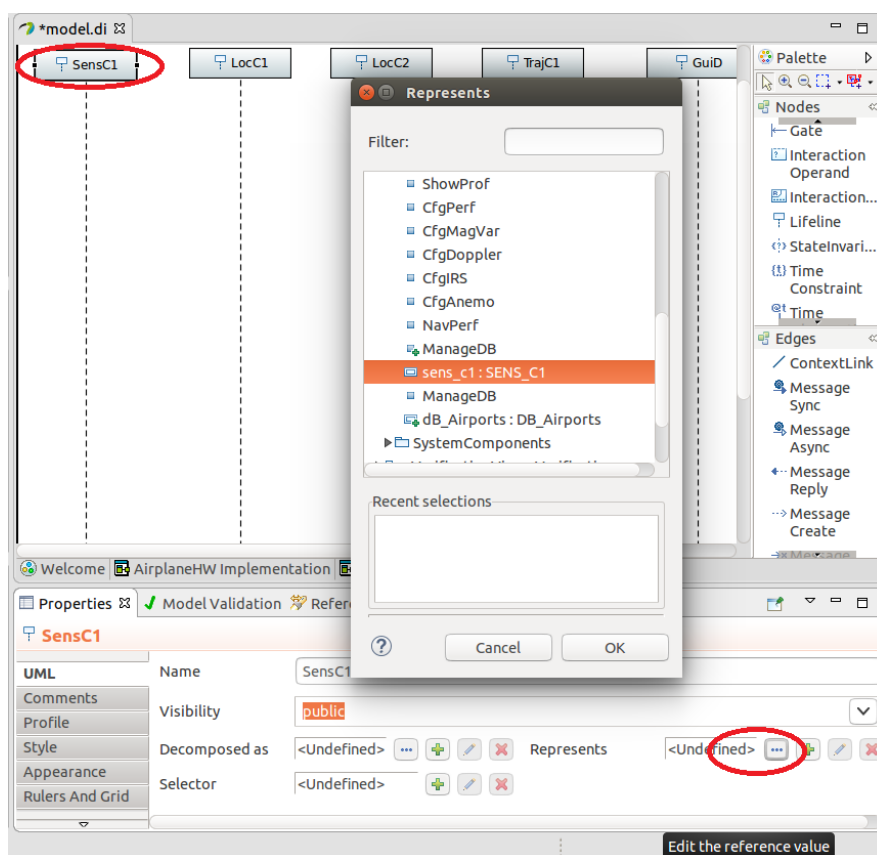 *model.di
SensC1
LocC1
LocC2
TrajC1
GuiD
Palette
Nodes
Gate
Interaction
Operand
Interaction...
Lifeline
StateInvari...
Time
Constraint
Time
Edges
ContextLink
Message
Sync
Message
Async
Message
Reply
Message
Create
Message
Represents
Filter:
ShowProf
CfgPerf
CfgMagVar
CfgDoppler
CfgIRS
CfgAnemo
NavPerf
ManageDB
sens_c1 : SENS_C1
ManageDB
dB_Airports : DB_Airports
SystemComponents
Recent selections
Cancel
OK
Welcome
AirplaneHW Implementation
Properties
Model Validation
Refer
SensC1
UML
Comments
Profile
Style
Appearance
Rulers And Grid
Name
SensC1
Visibility
public
Decomposed as
<Undefined>
Represents
<Undefined>
Selector
<Undefined>
Edit the reference value